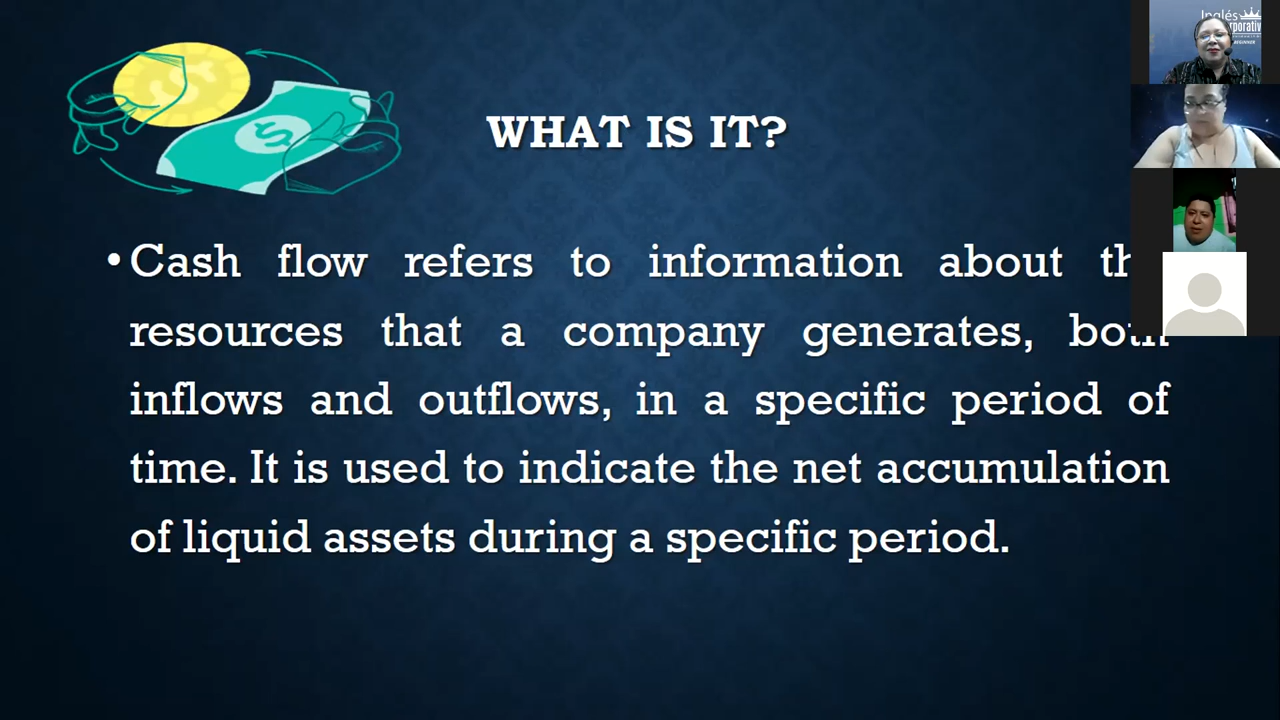 WHAT IS IT?
• Cash flow refers to information about
resources that a company generates, both
inflows and outflows, in a specific period of
time. It is used to indicate the net accumulation
of liquid assets during a specific period.
Inglés